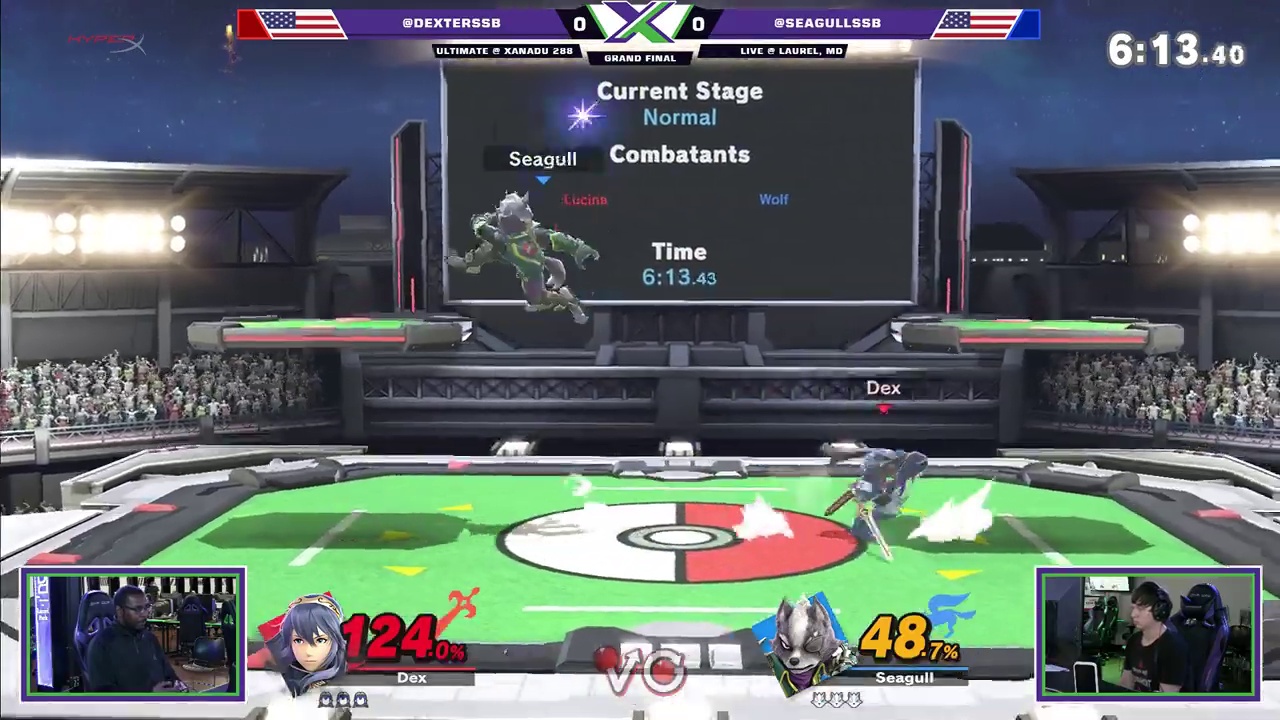 @DEXTERSSB 0 0 @SEAGULLSSB
ULTIMATE @ XANADU 288 LIVE @ LAUREL, MD
GRAND FINAL
HYPERX
6:13.40
Current Stage
Normal
Combatants
Seagull
Lucina Wolf
Time
6:13.43
Dex
124.0%
48.7%
Dex
Seagull